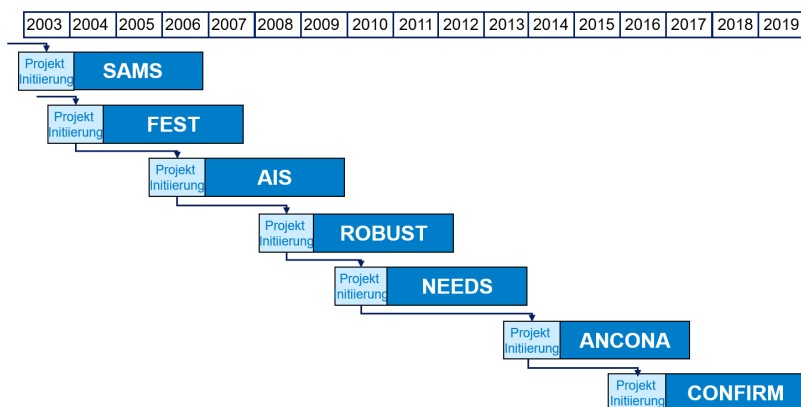 2003 2004 2005 2006 2007 2008 2009 2010 2011 2012 2013 2014 2015 2016 2017 2018 2019
Projekt
Initiierung
SAMS
Projekt
Initiierung
FEST
Projekt
Initiierung
AIS
Projekt
Initiierung
ROBUST
Projekt
nitiierung
NEEDS
Projekt
Initiierung
ANCONA
Projekt
Initiierung
CONFIRM